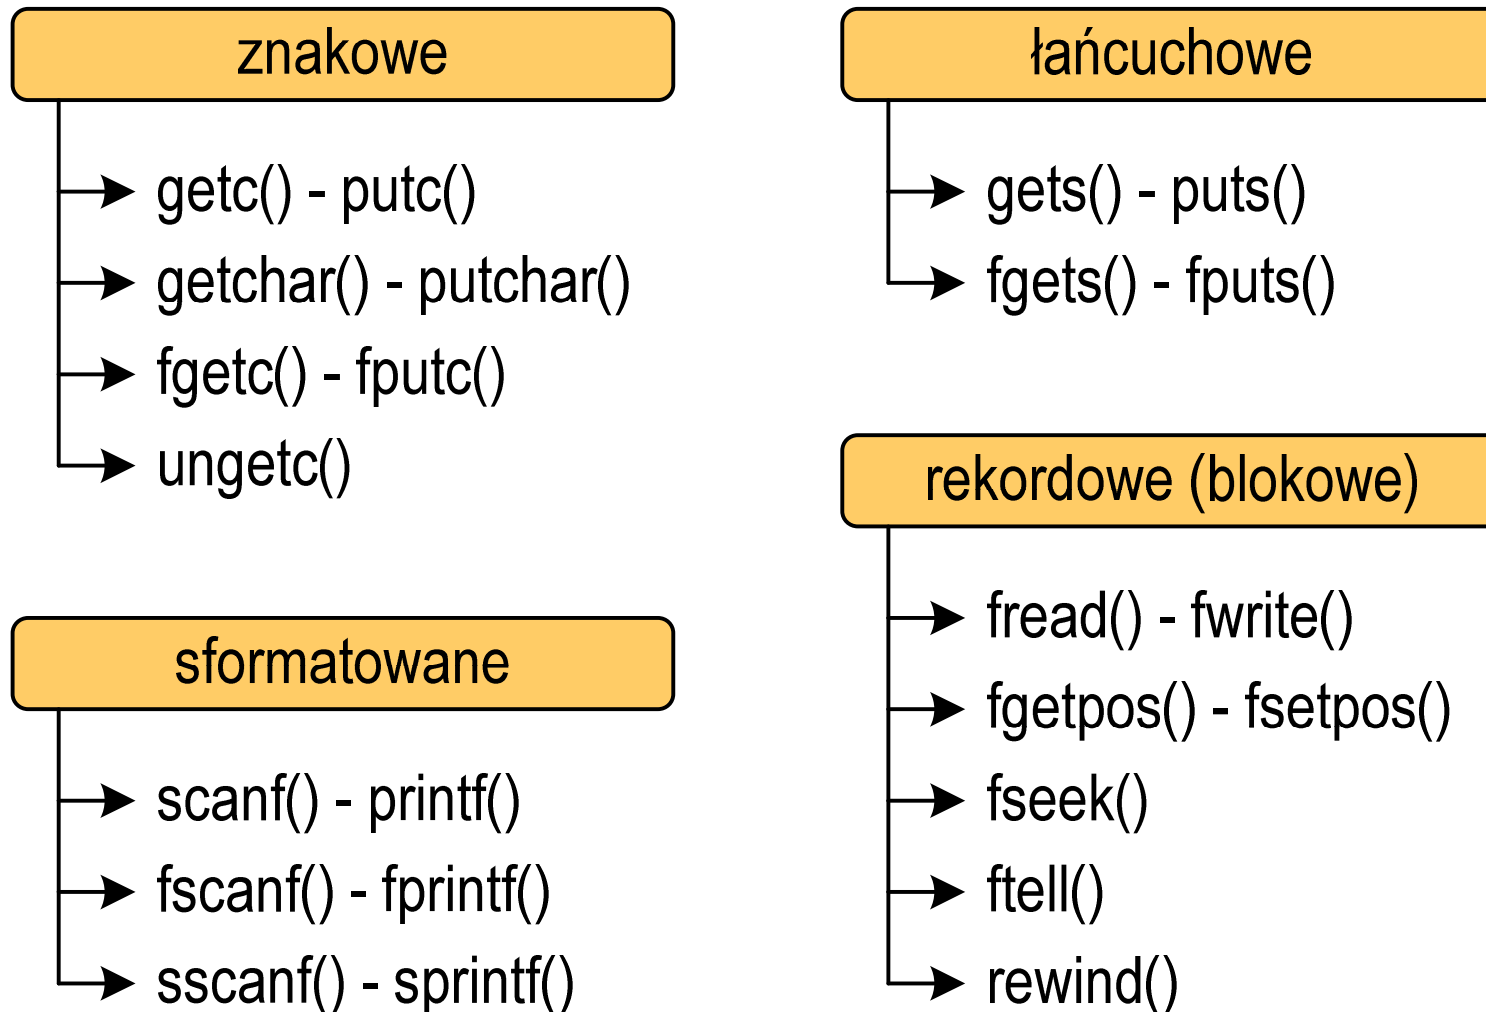 znakowe
getc() - putc()
getchar() - putchar()
fgetc() - fputc()
ungetc()
sformatowane
scanf() - printf()
fscanf() - fprintf()
sscanf() - sprintf()
łańcuchowe
gets() - puts()
fgets() - fputs()
rekordowe (blokowe)
fread() - fwrite()
fgetpos() - fsetpos()
fseek()
ftell()
rewind()